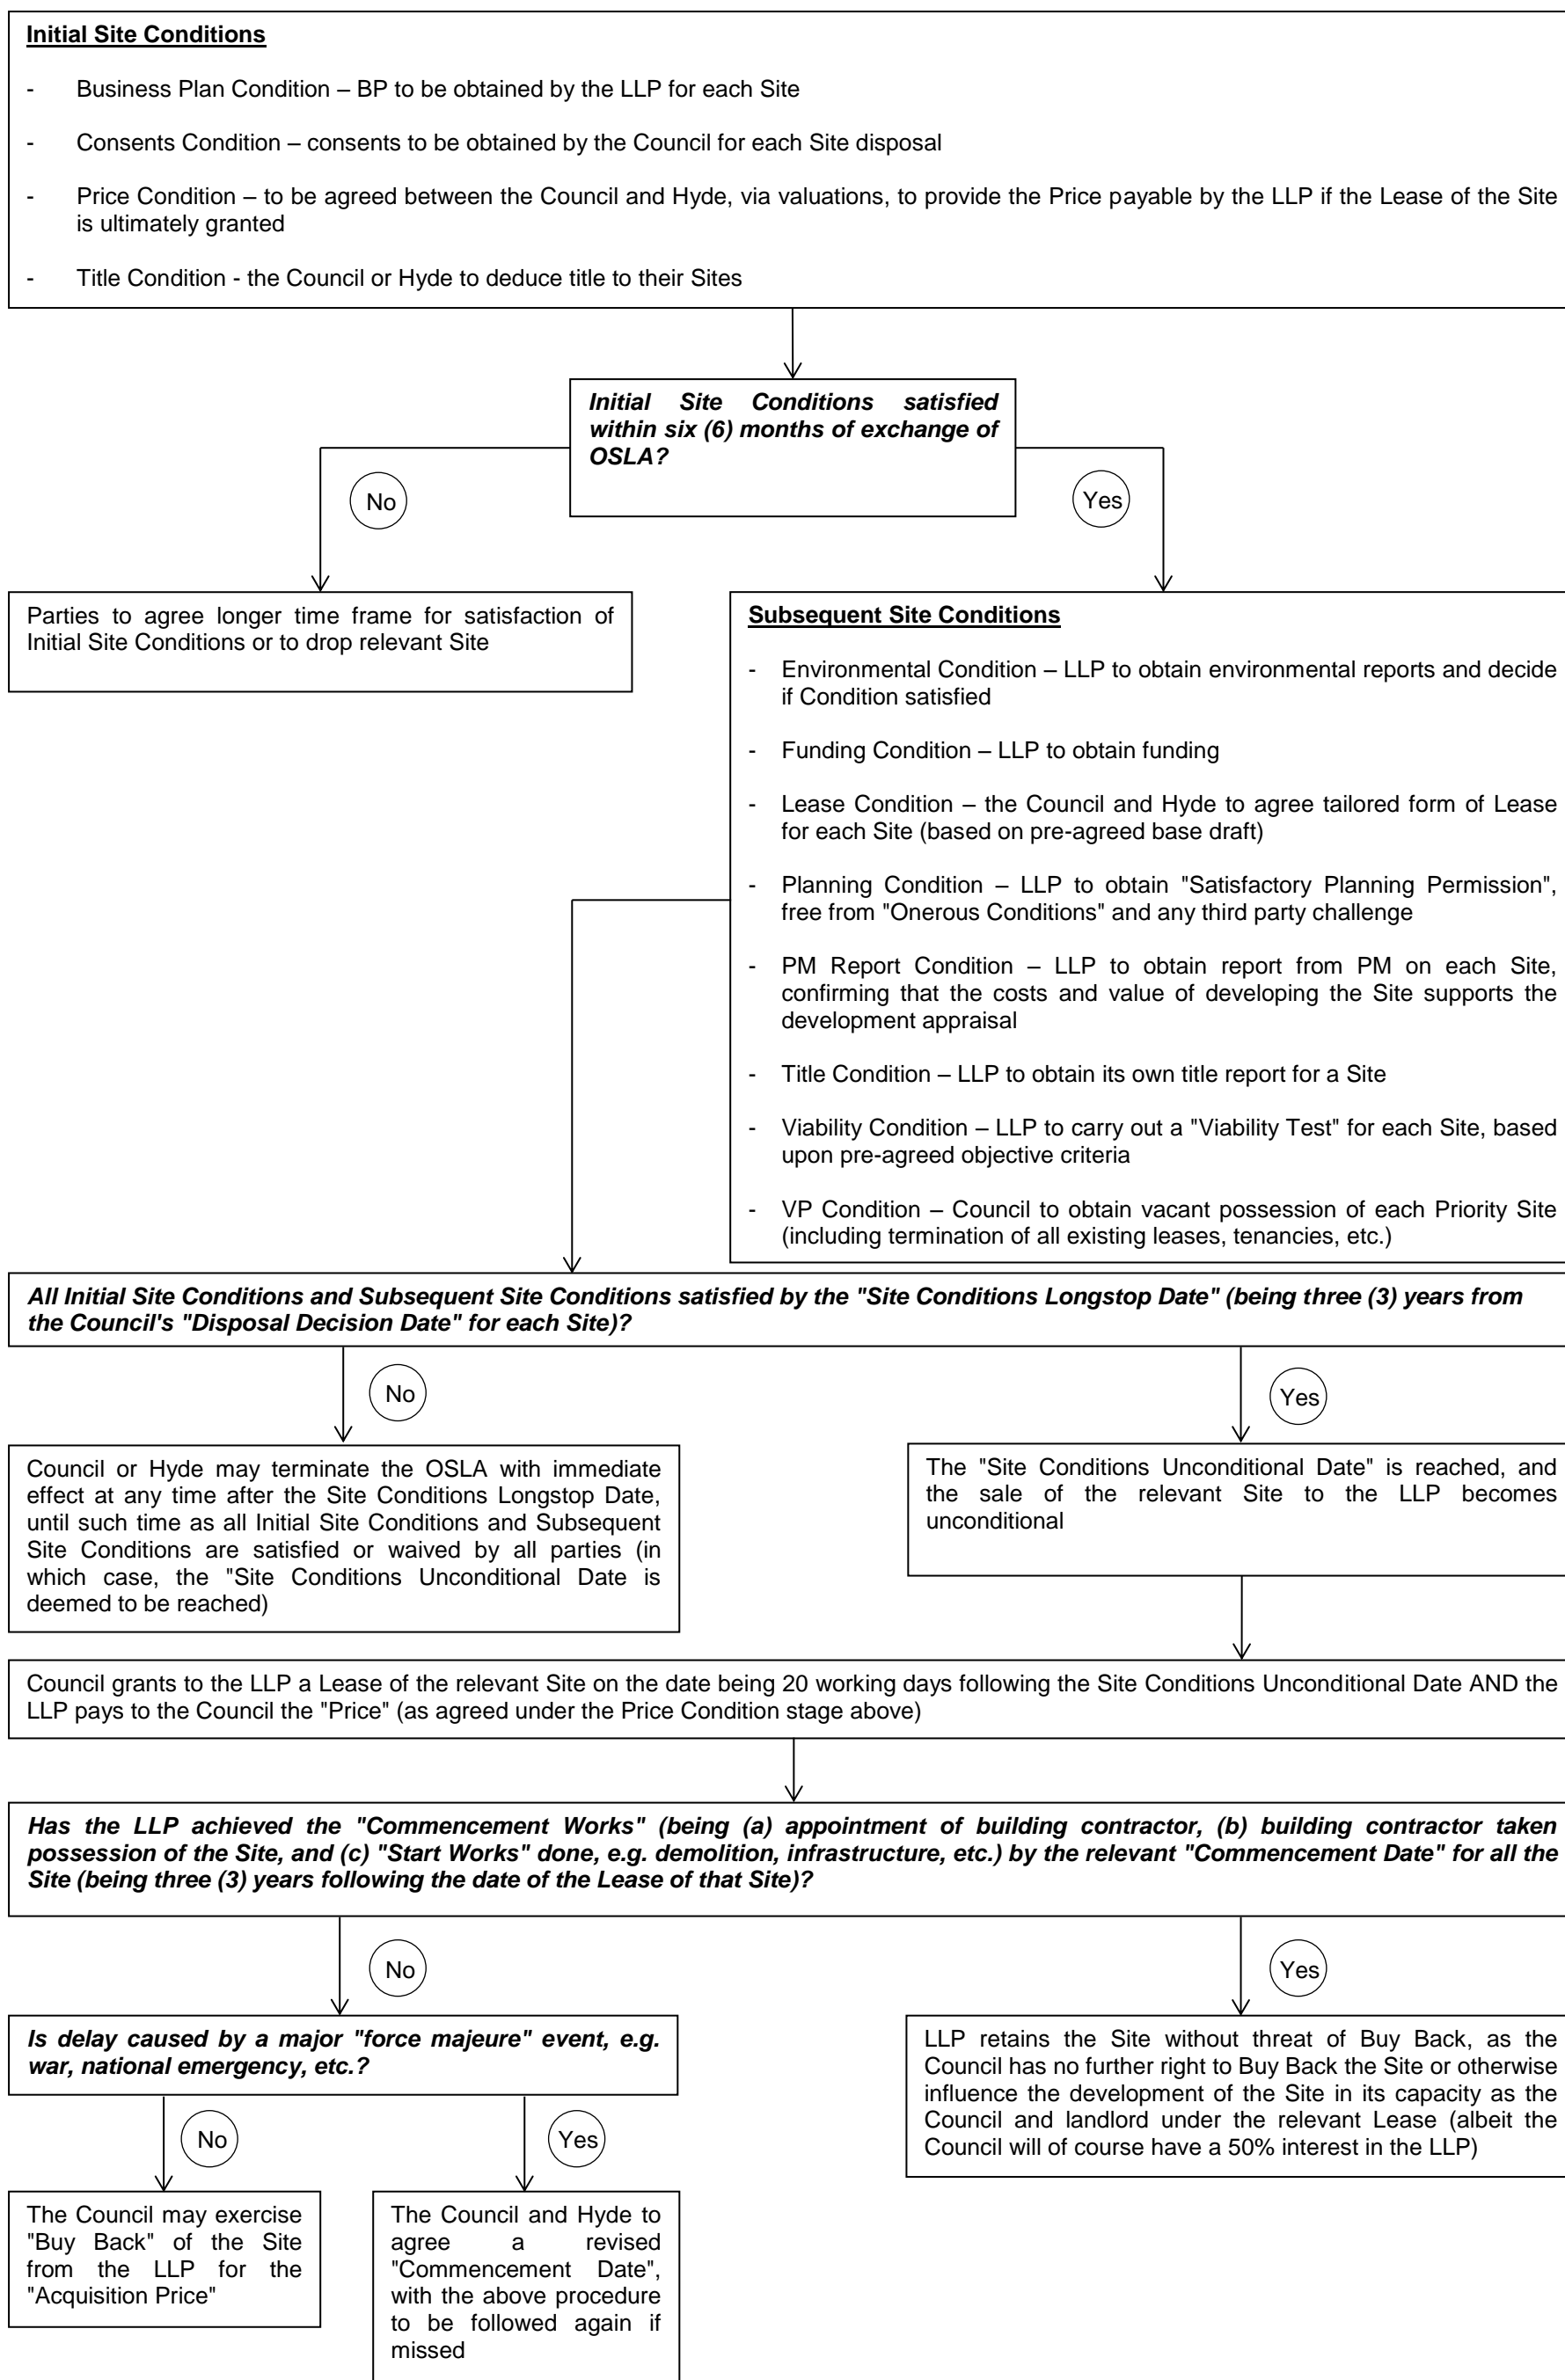 Initial Site Conditions
- Business Plan Condition – BP to be obtained by the LLP for each Site
- Consents Condition – consents to be obtained by the Council for each Site disposal
- Price Condition – to be agreed between the Council and Hyde, via valuations, to provide the Price payable by the LLP if the Lease of the Site
is ultimately granted
- Title Condition - the Council or Hyde to deduce title to their Sites
Initial Site Conditions satisfied
within six (6) months of exchange of
OSLA?
No
Yes
Parties to agree longer time frame for satisfaction of
Initial Site Conditions or to drop relevant Site
Subsequent Site Conditions
- Environmental Condition – LLP to obtain environmental reports and decide
if Condition satisfied
- Funding Condition – LLP to obtain funding
- Lease Condition – the Council and Hyde to agree tailored form of Lease
for each Site (based on pre-agreed base draft)
- Planning Condition – LLP to obtain "Satisfactory Planning Permission",
free from "Onerous Conditions" and any third party challenge
- PM Report Condition – LLP to obtain report from PM on each Site,
confirming that the costs and value of developing the Site supports the
development appraisal
- Title Condition – LLP to obtain its own title report for a Site
- Viability Condition – LLP to carry out a "Viability Test" for each Site, based
upon pre-agreed objective criteria
- VP Condition – Council to obtain vacant possession of each Priority Site
(including termination of all existing leases, tenancies, etc.)
All Initial Site Conditions and Subsequent Site Conditions satisfied by the "Site Conditions Longstop Date" (being three (3) years from
the Council's "Disposal Decision Date" for each Site)?
No
Yes
Council or Hyde may terminate the OSLA with immediate
effect at any time after the Site Conditions Longstop Date,
until such time as all Initial Site Conditions and Subsequent
Site Conditions are satisfied or waived by all parties (in
which case, the "Site Conditions Unconditional Date is
deemed to be reached)
The "Site Conditions Unconditional Date" is reached, and
the sale of the relevant Site to the LLP becomes
unconditional
Council grants to the LLP a Lease of the relevant Site on the date being 20 working days following the Site Conditions Unconditional Date AND the
LLP pays to the Council the "Price" (as agreed under the Price Condition stage above)
Has the LLP achieved the "Commencement Works" (being (a) appointment of building contractor, (b) building contractor taken
possession of the Site, and (c) "Start Works" done, e.g. demolition, infrastructure, etc.) by the relevant "Commencement Date" for all the
Site (being three (3) years following the date of the Lease of that Site)?
No
Yes
Is delay caused by a major "force majeure" event, e.g.
war, national emergency, etc.?
LLP retains the Site without threat of Buy Back, as the
Council has no further right to Buy Back the Site or otherwise
influence the development of the Site in its capacity as the
Council and landlord under the relevant Lease (albeit the
Council will of course have a 50% interest in the LLP)
No
Yes
The Council may exercise
"Buy Back" of the Site
from the LLP for the
"Acquisition Price"
The Council and Hyde to
agree a revised
"Commencement Date",
with the above procedure
to be followed again if
missed